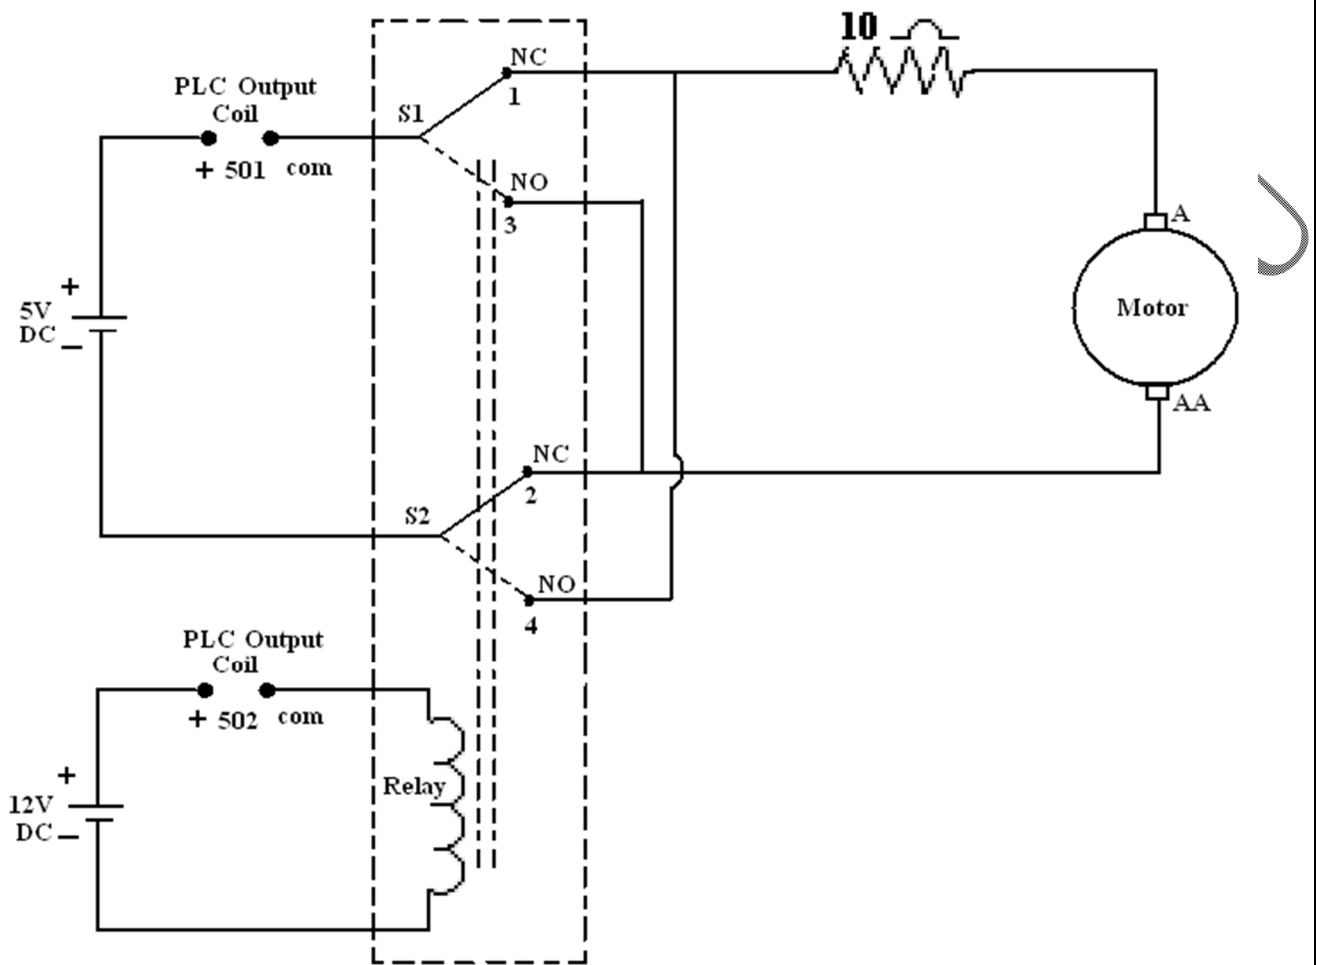 10
NC
1
PLC Output
Coil
S1
+ 501 com
NO
3
A
+
5V
DC
−
Motor
AA
NC
2
S2
NO
4
PLC Output
Coil
+ 502 com
+
12V
DC
−
Relay